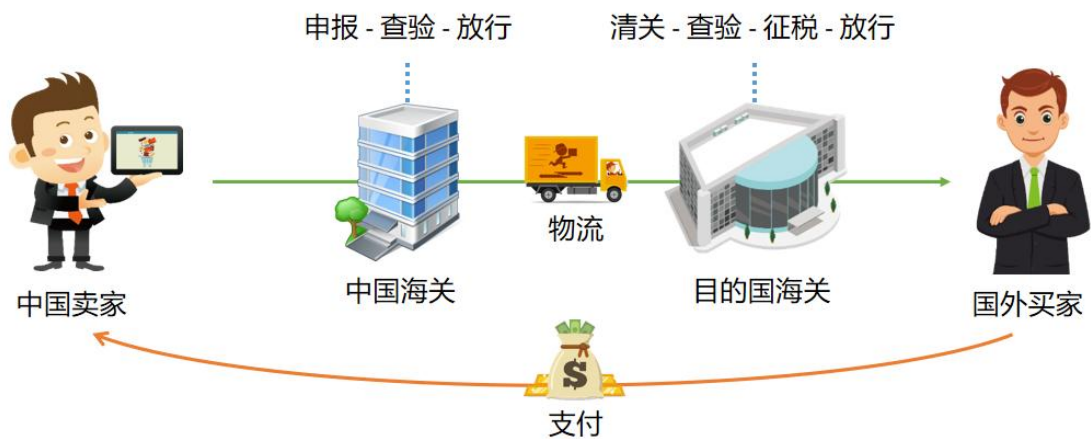 申报 - 查验 - 放行
清关 - 查验 - 征税 - 放行
物流
中国卖家
中国海关
目的国海关
国外买家
$
支付